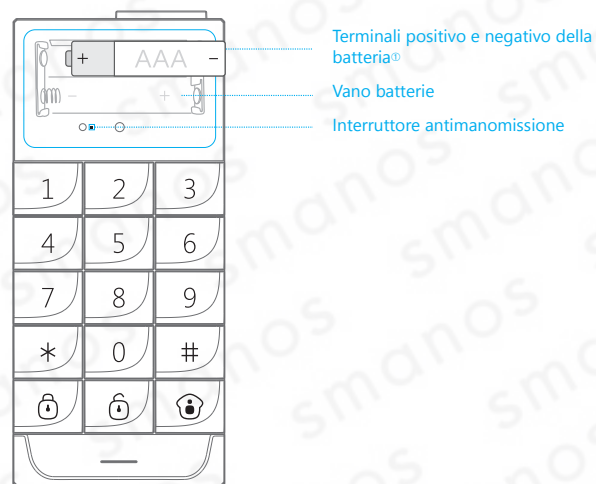 Terminali positivo e negativo della
batteria①
+ AAA −
Vano batterie
− +
Interruttore antimanomissione
1 2 3
4 5 6
7 8 9
* 0 #
smanos
smanos
smanos
smanos
smanos
smanos